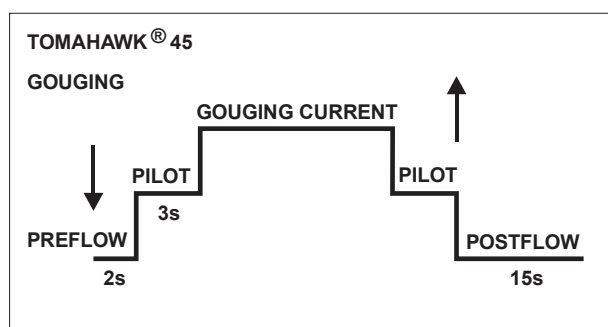 TOMAHAWK® 45
GOUGING
GOUGING CURRENT
PILOT
PILOT
3s
PREFLOW
POSTFLOW
2s
15s